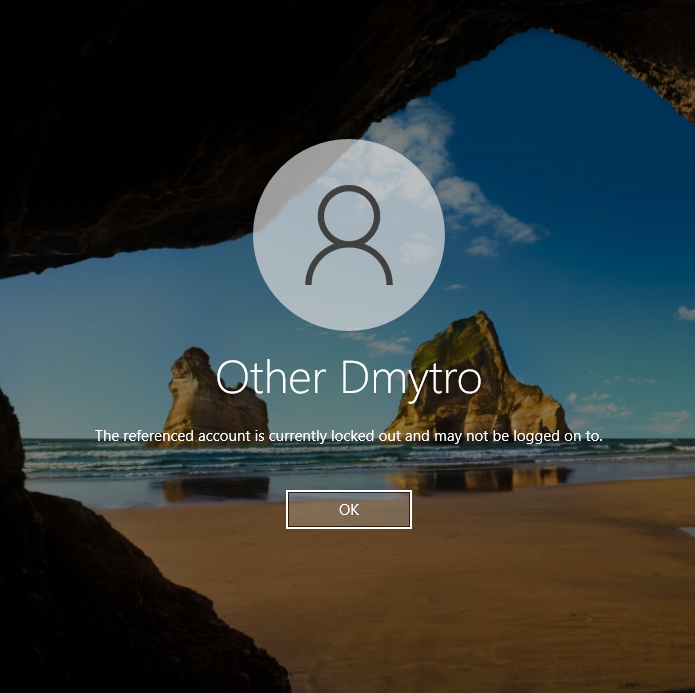 Other Dmytro
The referenced account is currently locked out and may not be logged on to.
OK